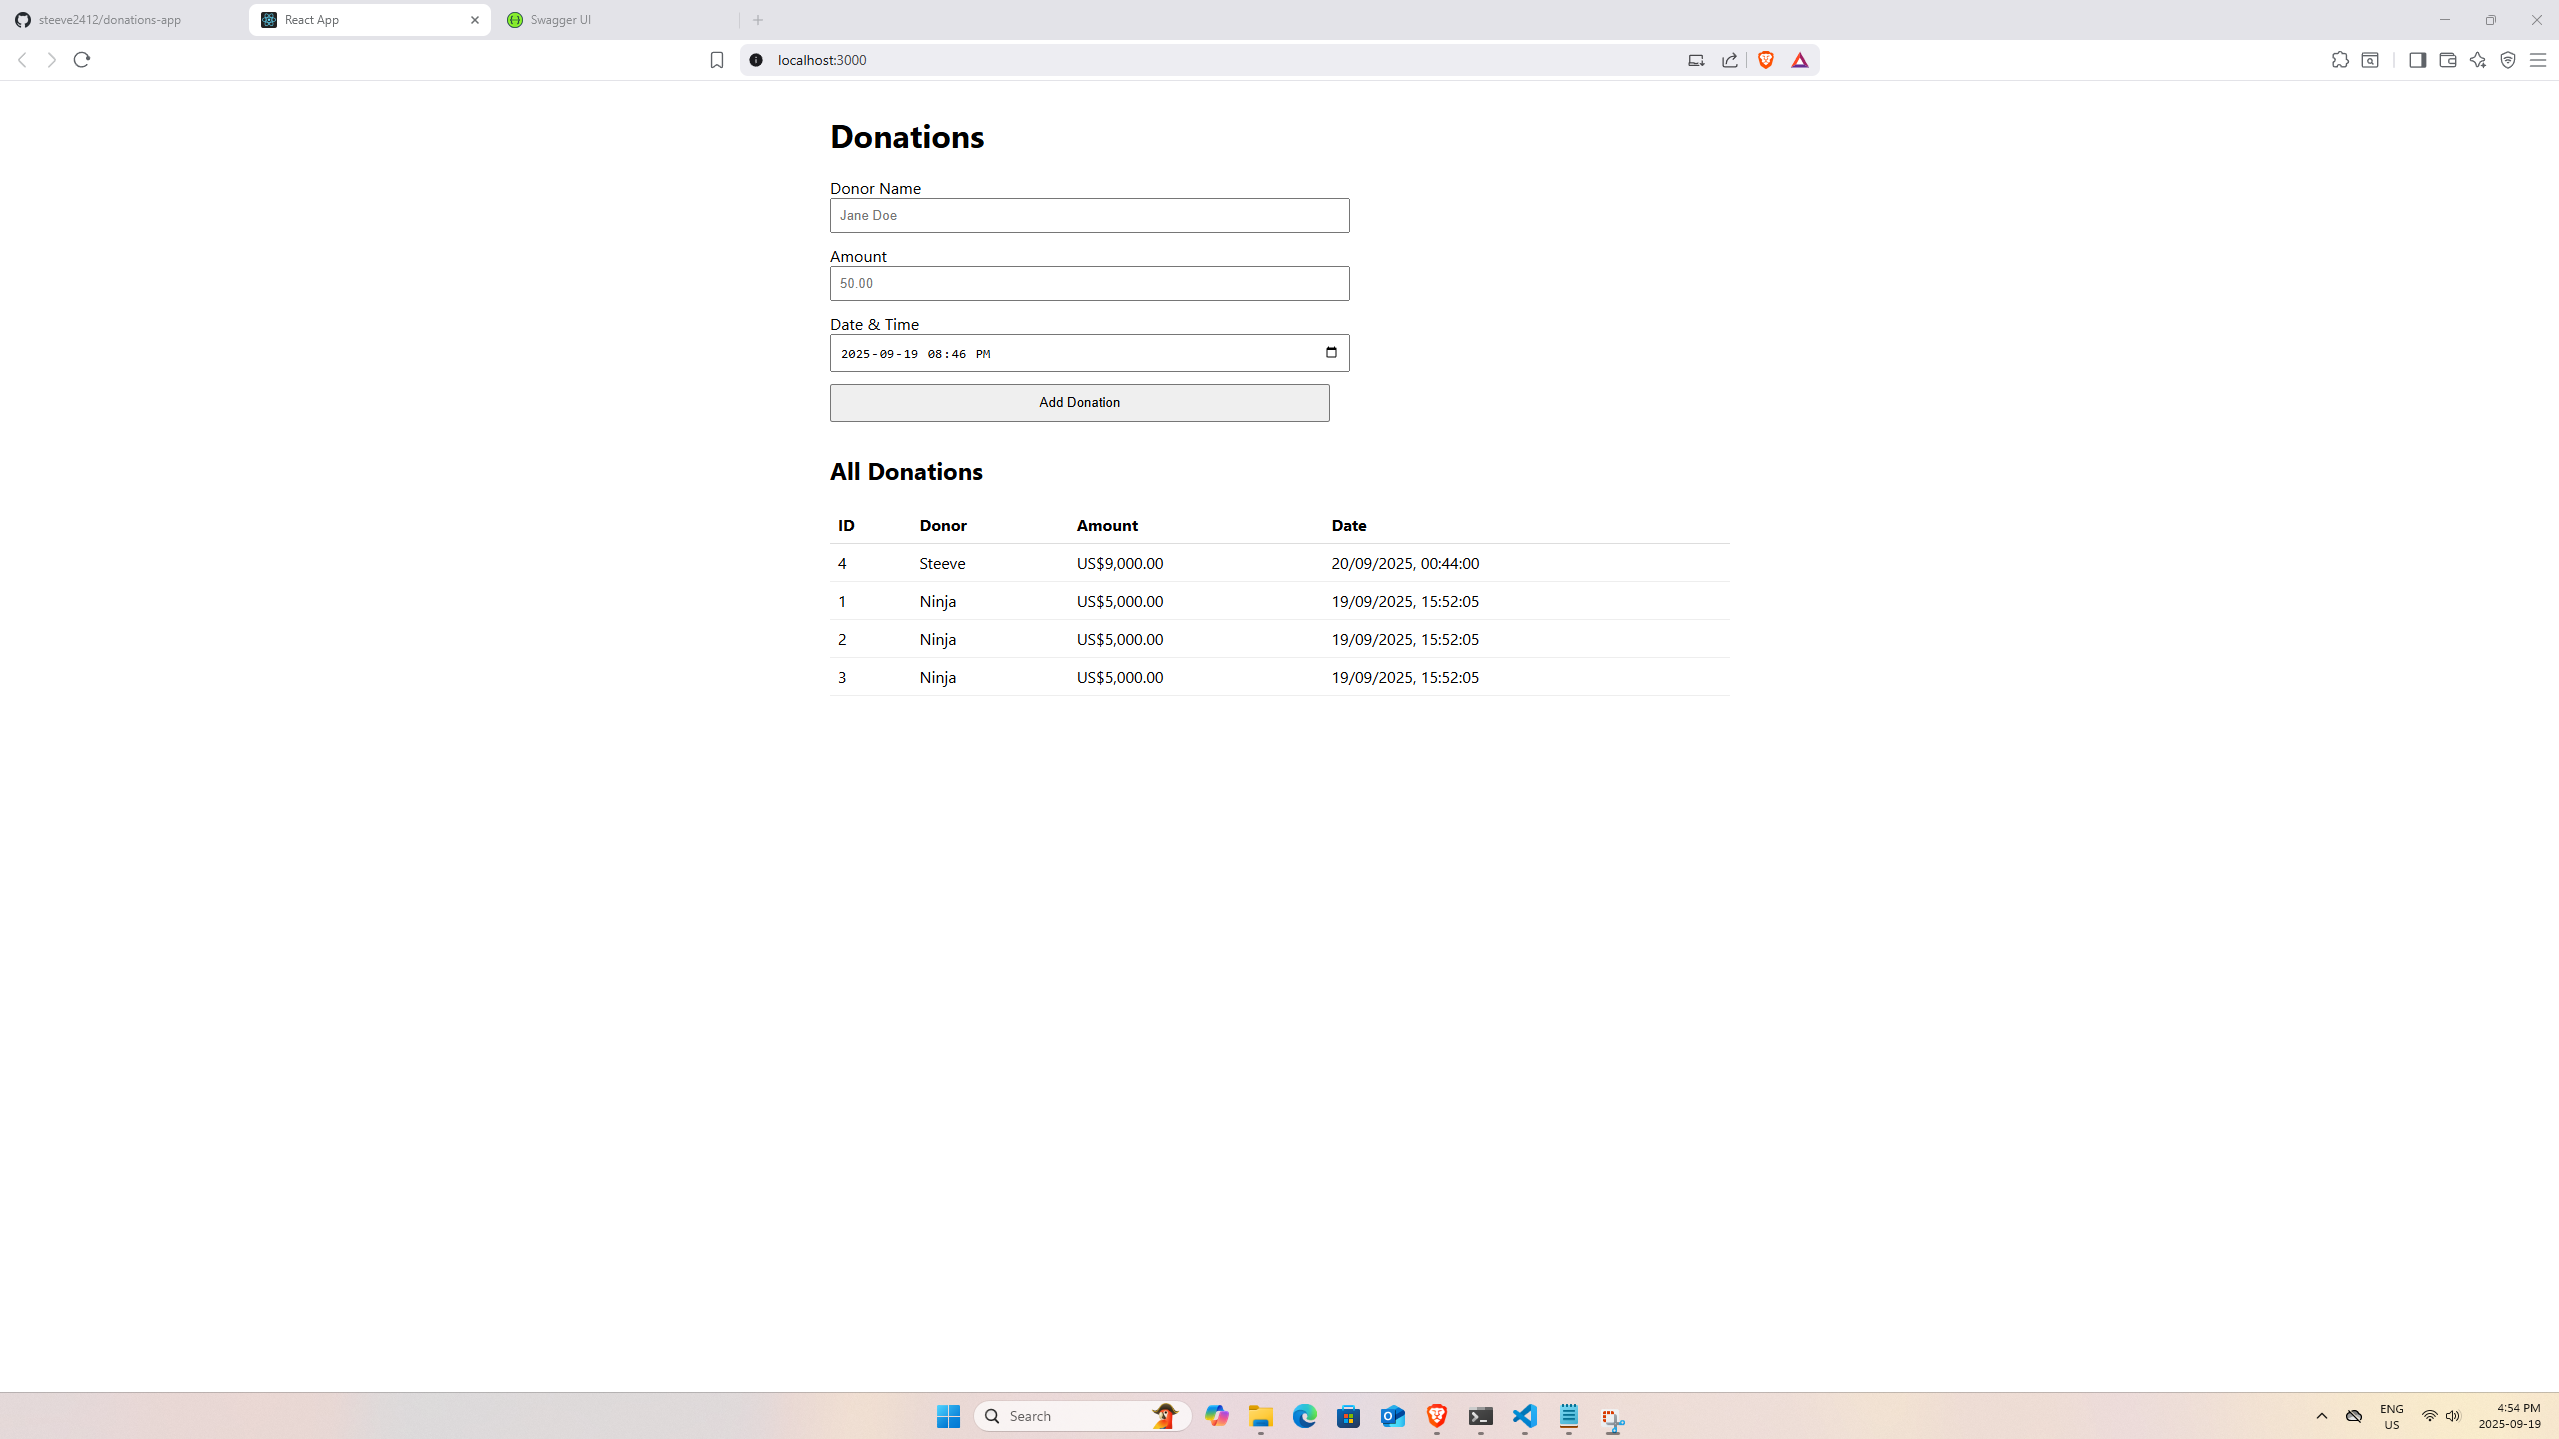 steeve2412/donations-app
React App
Swagger UI
localhost:3000
Donations
Donor Name
Jane Doe
Amount
50.00
Date & Time
2025-09-19 08:46 PM
Add Donation
All Donations
ID Donor Amount Date
4 Steeve US$9,000.00 20/09/2025, 00:44:00
1 Ninja US$5,000.00 19/09/2025, 15:52:05
2 Ninja US$5,000.00 19/09/2025, 15:52:05
3 Ninja US$5,000.00 19/09/2025, 15:52:05
Search
ENG
US
4:54 PM
2025-09-19